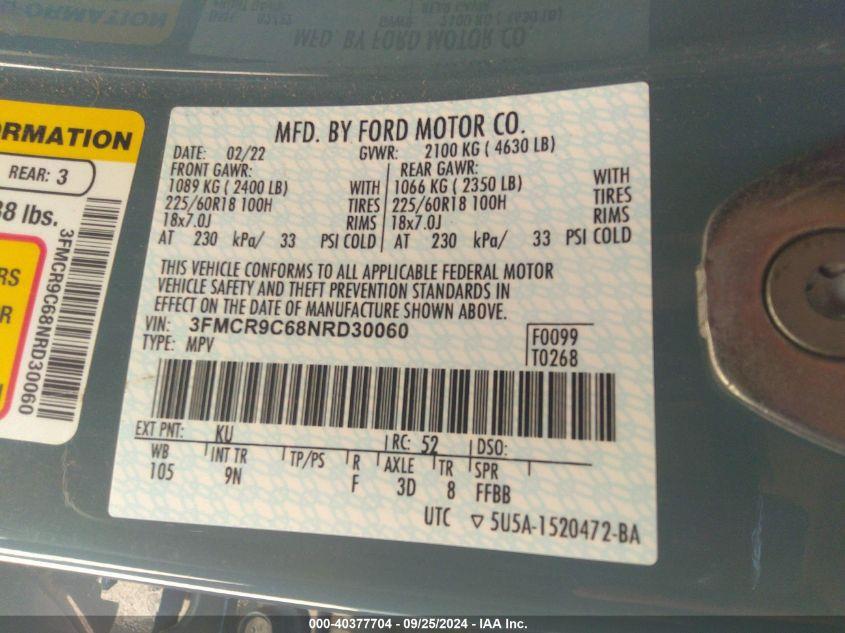 MFD. BY FORD MOTOR CO.
DATE: 02/22 GVWR: 2100 KG ( 4630 LB)
FRONT GAWR: REAR GAWR:
1089 KG ( 2400 LB) WITH 1066 KG ( 2350 LB) WITH
225/60R18 100H TIRES 225/60R18 100H TIRES
18x7.0J RIMS 18x7.0J RIMS
AT 230 kPa/ 33 PSI COLD AT 230 kPa/ 33 PSI COLD
THIS VEHICLE CONFORMS TO ALL APPLICABLE FEDERAL MOTOR
VEHICLE SAFETY AND THEFT PREVENTION STANDARDS IN
EFFECT ON THE DATE OF MANUFACTURE SHOWN ABOVE.
VIN: 3FMCR9C68NRD30060 F0099
TYPE: MPV T0268
EXT PNT: KU RC: 52 DSO:
WB INT TR TP/PS R AXLE TR SPR
105 9N F 3D 8 FFBB
UTC ▽ 5U5A-1520472-BA
ORMATION
REAR: 3
38 lbs.
RS
R
3FMCR9C68NRD30060
000-40377704 - 09/25/2024 - IAA Inc.